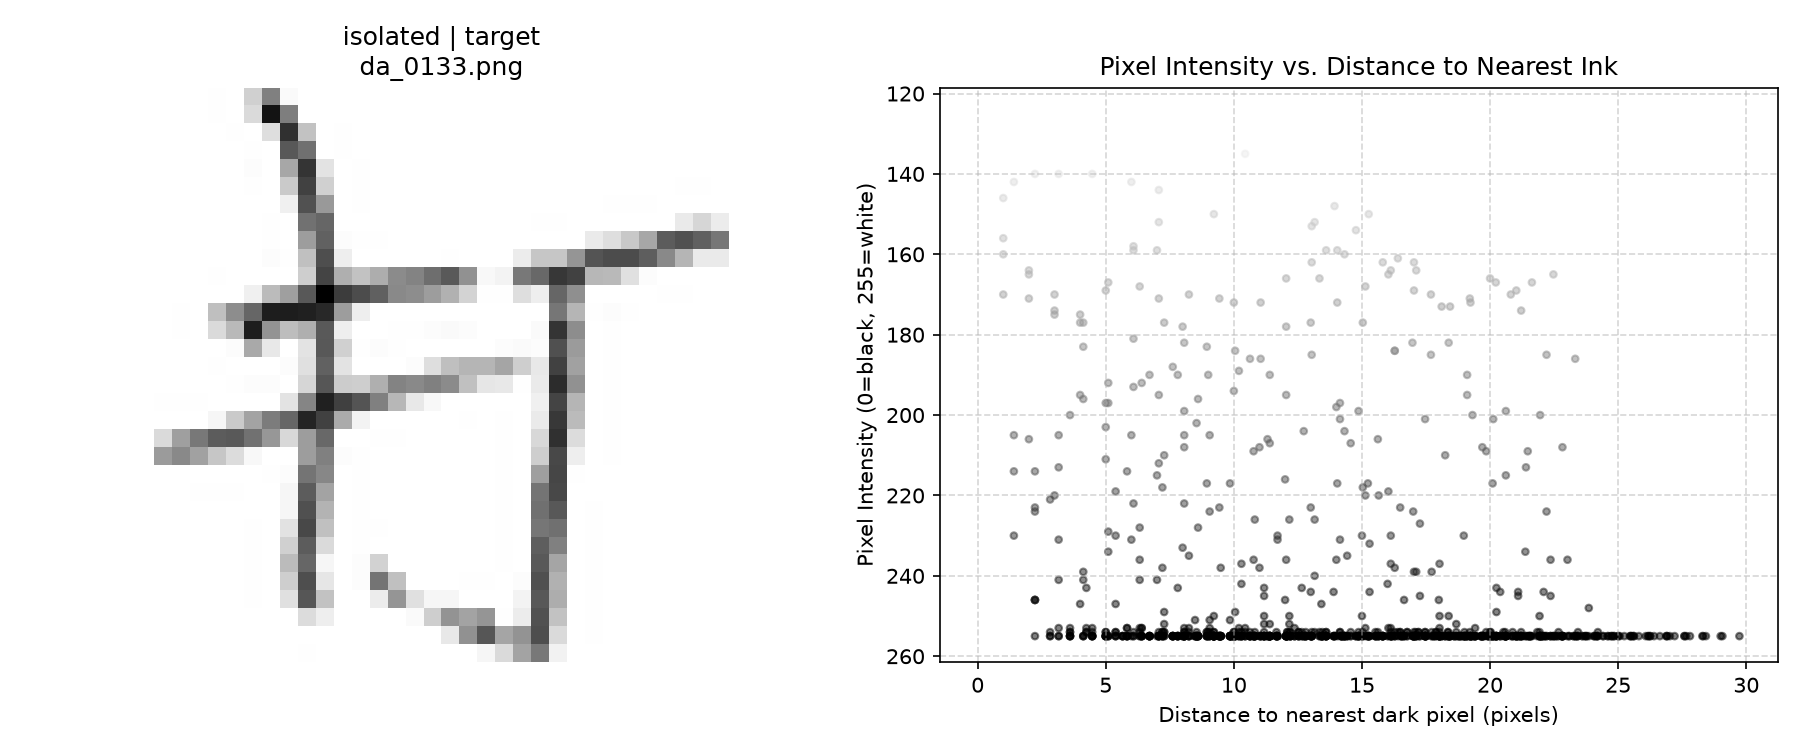 isolated | target
da_0133.png
打
Pixel Intensity vs. Distance to Nearest Ink
Pixel Intensity (0=black, 255=white)
120
140
160
180
200
220
240
260
0 5 10 15 20 25 30
Distance to nearest dark pixel (pixels)